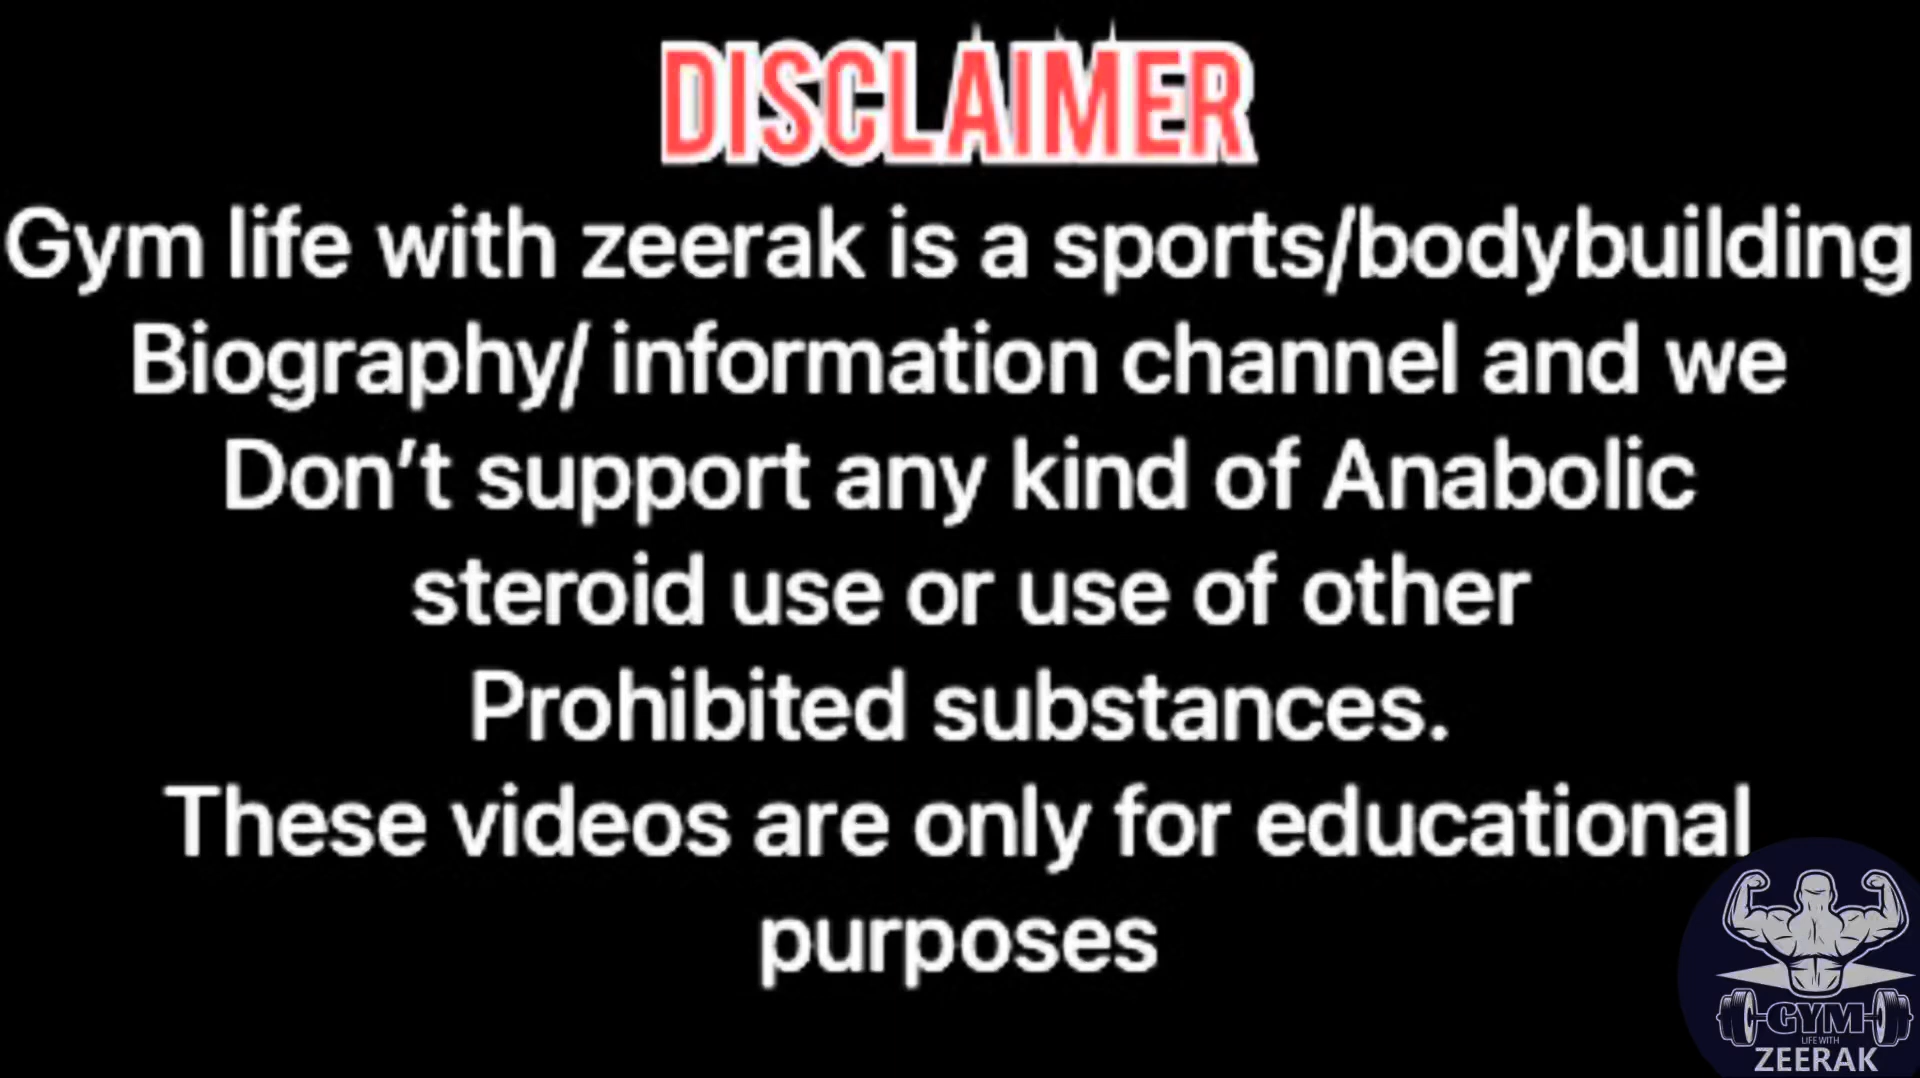 DISCLAIMER
Gym life with zeerak is a sports/bodybuilding
Biography/ information channel and we
Don’t support any kind of Anabolic
steroid use or use of other
Prohibited substances.
These videos are only for educational
purposes
GYM
LIFE WITH
ZEERAK